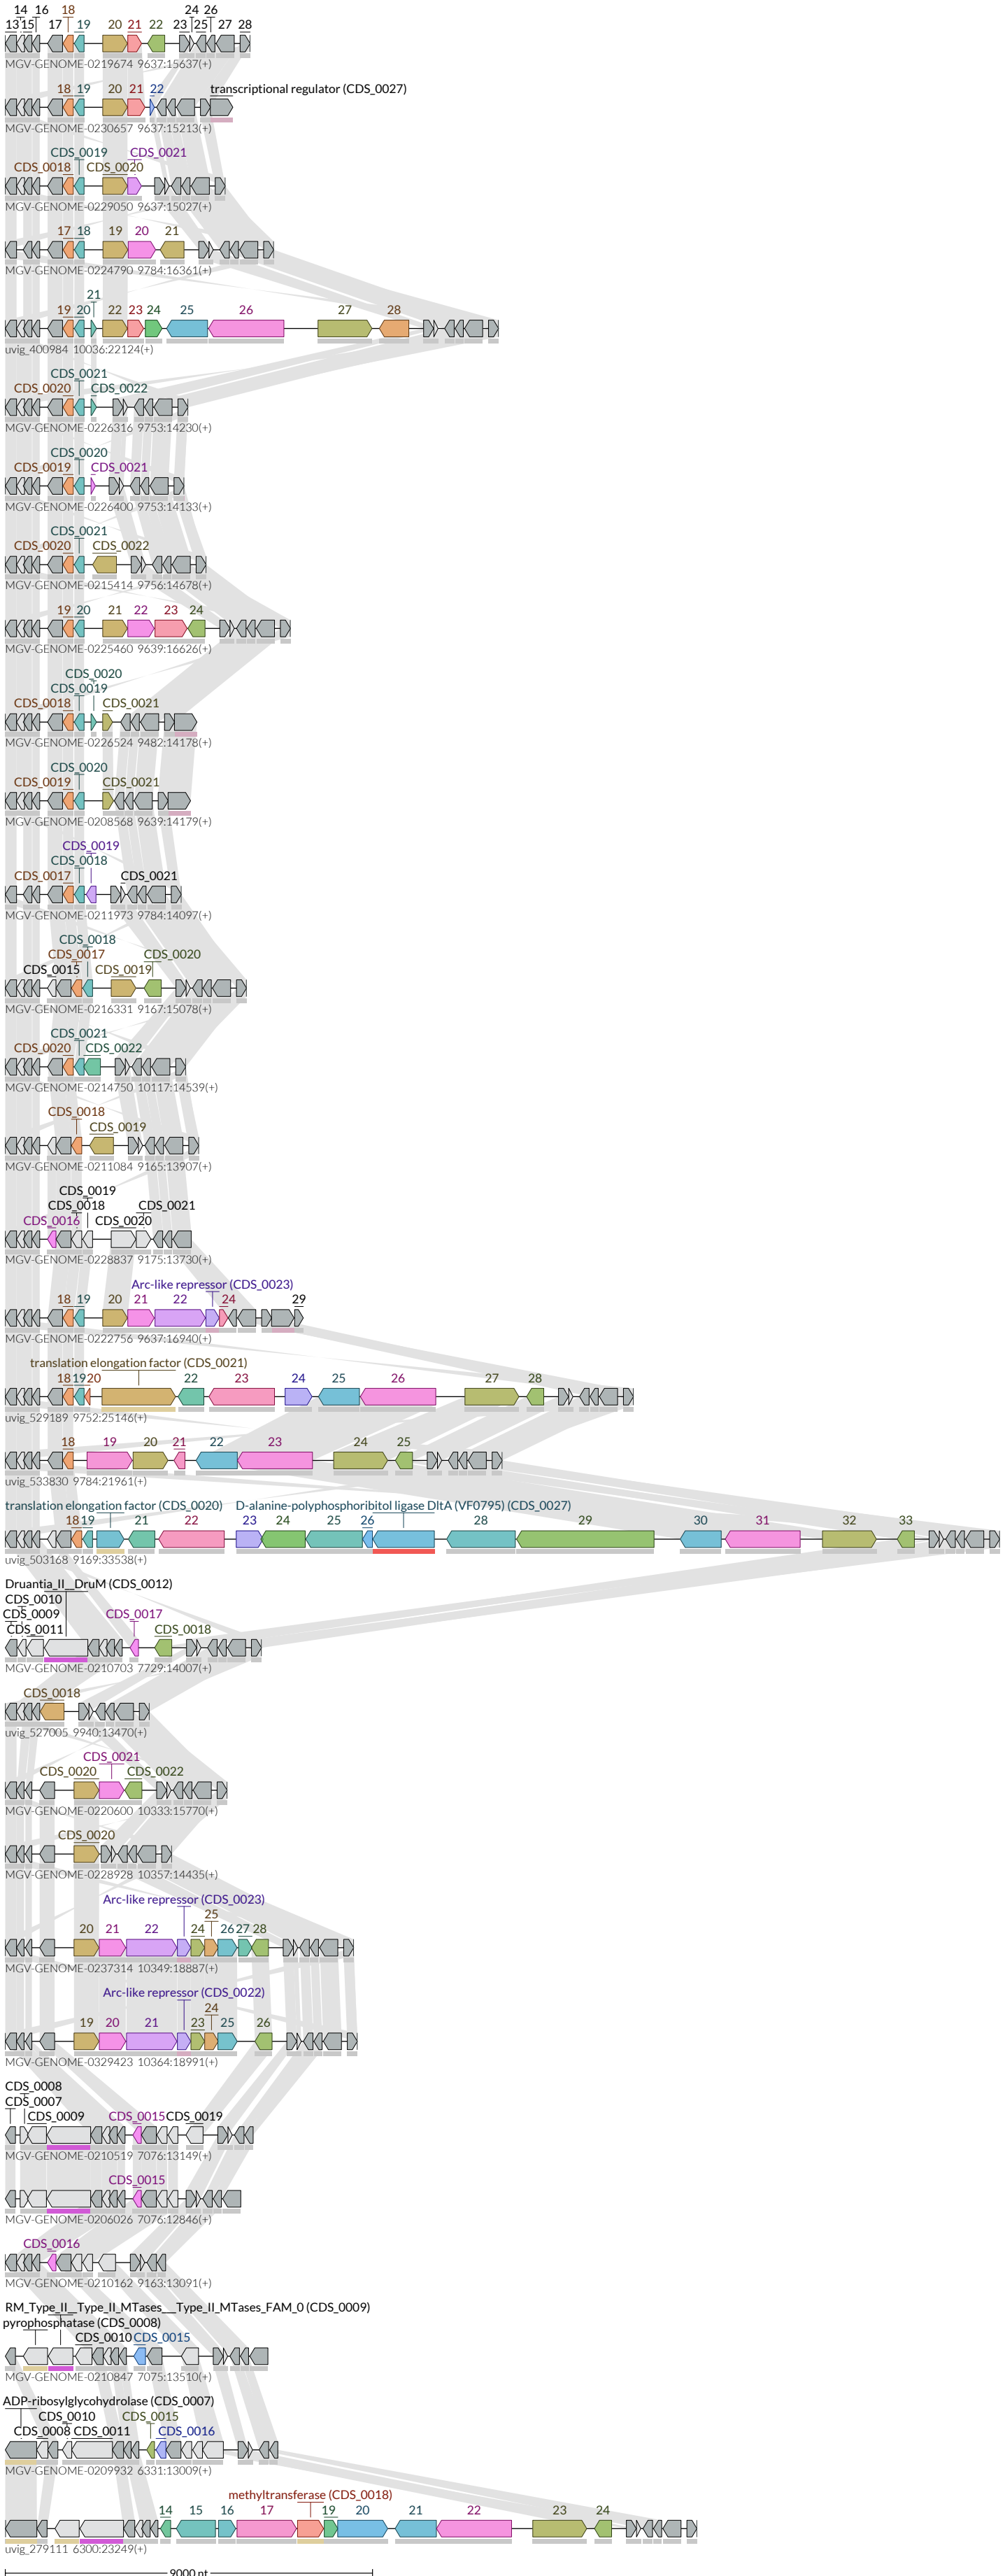 24 26
14 16 18
13 15 17 19 20 21 22 23 25 27 28
MGV-GENOME-0219674 9637:15637(+)
18 19 20 21 22 transcriptional regulator (CDS_0027)
MGV-GENOME-0230657 9637:15213(+)
CDS_0019 CDS_0021
CDS_0018 CDS_0020
MGV-GENOME-0229050 9637:15027(+)
17 18 19 20 21
MGV-GENOME-0224790 9784:16361(+)
21
19 20 22 23 24 25 26 27 28
uvig_400984 10036:22124(+)
CDS_0021
CDS_0020 CDS_0022
MGV-GENOME-0226316 9753:14230(+)
CDS_0020
CDS_0019 CDS_0021
MGV-GENOME-0226400 9753:14133(+)
CDS_0021
CDS_0020 CDS_0022
MGV-GENOME-0215414 9756:14678(+)
19 20 21 22 23 24
MGV-GENOME-0225460 9639:16626(+)
CDS_0020
CDS_0019
CDS_0018 CDS_0021
MGV-GENOME-0226524 9482:14178(+)
CDS_0020
CDS_0019 CDS_0021
MGV-GENOME-0208568 9639:14179(+)
CDS_0019
CDS_0018
CDS_0017 CDS_0021
MGV-GENOME-0211973 9784:14097(+)
CDS_0018
CDS_0017 CDS_0020
CDS_0015 CDS_0019
MGV-GENOME-0216331 9167:15078(+)
CDS_0021
CDS_0020 CDS_0022
MGV-GENOME-0214750 10117:14539(+)
CDS_0018
CDS_0019
MGV-GENOME-0211084 9165:13907(+)
CDS_0019
CDS_0018 CDS_0021
CDS_0016 CDS_0020
MGV-GENOME-0228837 9175:13730(+)
Arc-like repressor (CDS_0023)
18 19 20 21 22 24 29
MGV-GENOME-0222756 9637:16940(+)
translation elongation factor (CDS_0021)
18 19 20 22 23 24 25 26 27 28
uvig_529189 9752:25146(+)
18 19 20 21 22 23 24 25
uvig_533830 9784:21961(+)
translation elongation factor (CDS_0020) D-alanine-polyphosphoribitol ligase DltA (VF0795) (CDS_0027)
18 19 21 22 23 24 25 26 28 29 30 31 32 33
uvig_503168 9169:33538(+)
Druantia_II__DruM (CDS_0012)
CDS_0010
CDS_0009 CDS_0017
CDS_0011 CDS_0018
MGV-GENOME-0210703 7729:14007(+)
CDS_0018
uvig_527005 9940:13470(+)
CDS_0021
CDS_0020 CDS_0022
MGV-GENOME-0220600 10333:15770(+)
CDS_0020
MGV-GENOME-0228928 10357:14435(+)
Arc-like repressor (CDS_0023)
25
20 21 22 24 26 27 28
MGV-GENOME-0237314 10349:18887(+)
Arc-like repressor (CDS_0022)
24
19 20 21 23 25 26
MGV-GENOME-0329423 10364:18991(+)
CDS_0008
CDS_0007
CDS_0009 CDS_0015 CDS_0019
MGV-GENOME-0210519 7076:13149(+)
CDS_0015
MGV-GENOME-0206026 7076:12846(+)
CDS_0016
MGV-GENOME-0210162 9163:13091(+)
RM_Type_II__Type_II_MTases___Type_II_MTases_FAM_0 (CDS_0009)
pyrophosphatase (CDS_0008)
CDS_0010 CDS_0015
MGV-GENOME-0210847 7075:13510(+)
ADP-ribosylglycohydrolase (CDS_0007)
CDS_0010 CDS_0015
CDS_0008 CDS_0011 CDS_0016
MGV-GENOME-0209932 6331:13009(+)
methyltransferase (CDS_0018)
14 15 16 17 19 20 21 22 23 24
uvig_279111 6300:23249(+)
9000 nt